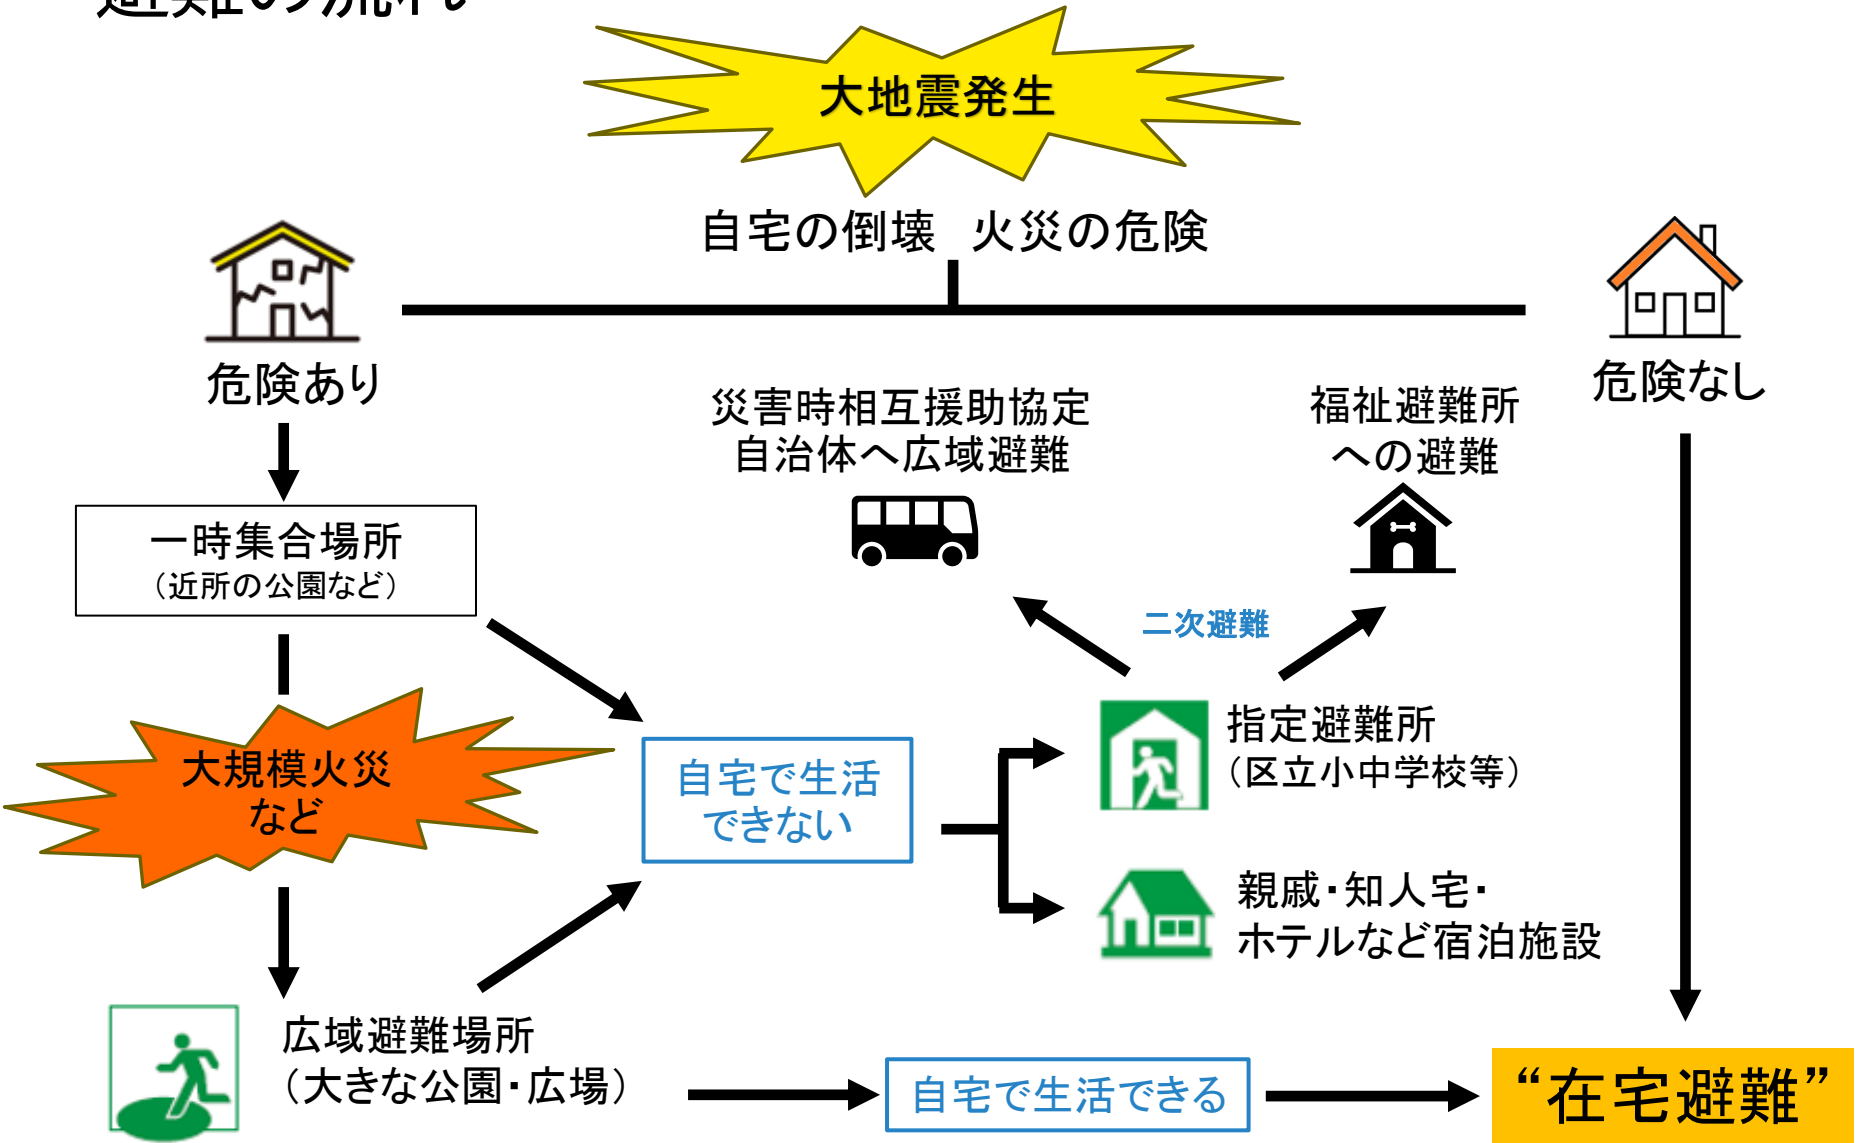 避難の流れ
大地震発生
自宅の倒壊　火災の危険
危険あり
危険なし
災害時相互援助協定
自治体へ広域避難
福祉避難所
への避難
一時集合場所
（近所の公園など）
二次避難
大規模火災
など
自宅で生活
できない
指定避難所
（区立小中学校等）
親戚・知人宅・
ホテルなど宿泊施設
広域避難場所
（大きな公園・広場）
自宅で生活できる
“在宅避難”